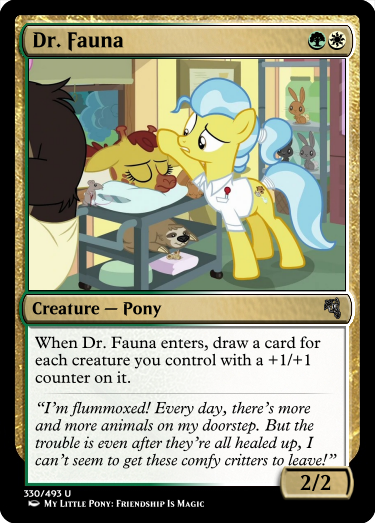 Dr. Fauna
Creature — Pony
When Dr. Fauna enters, draw a card for
each creature you control with a +1/+1
counter on it.
“I’m flummoxed! Every day, there’s more
and more animals on my doorstep. But the
trouble is even after they’re all healed up, I
can’t seem to get these comfy critters to leave!”
2/2
330/493 U
My Little Pony: Friendship Is Magic